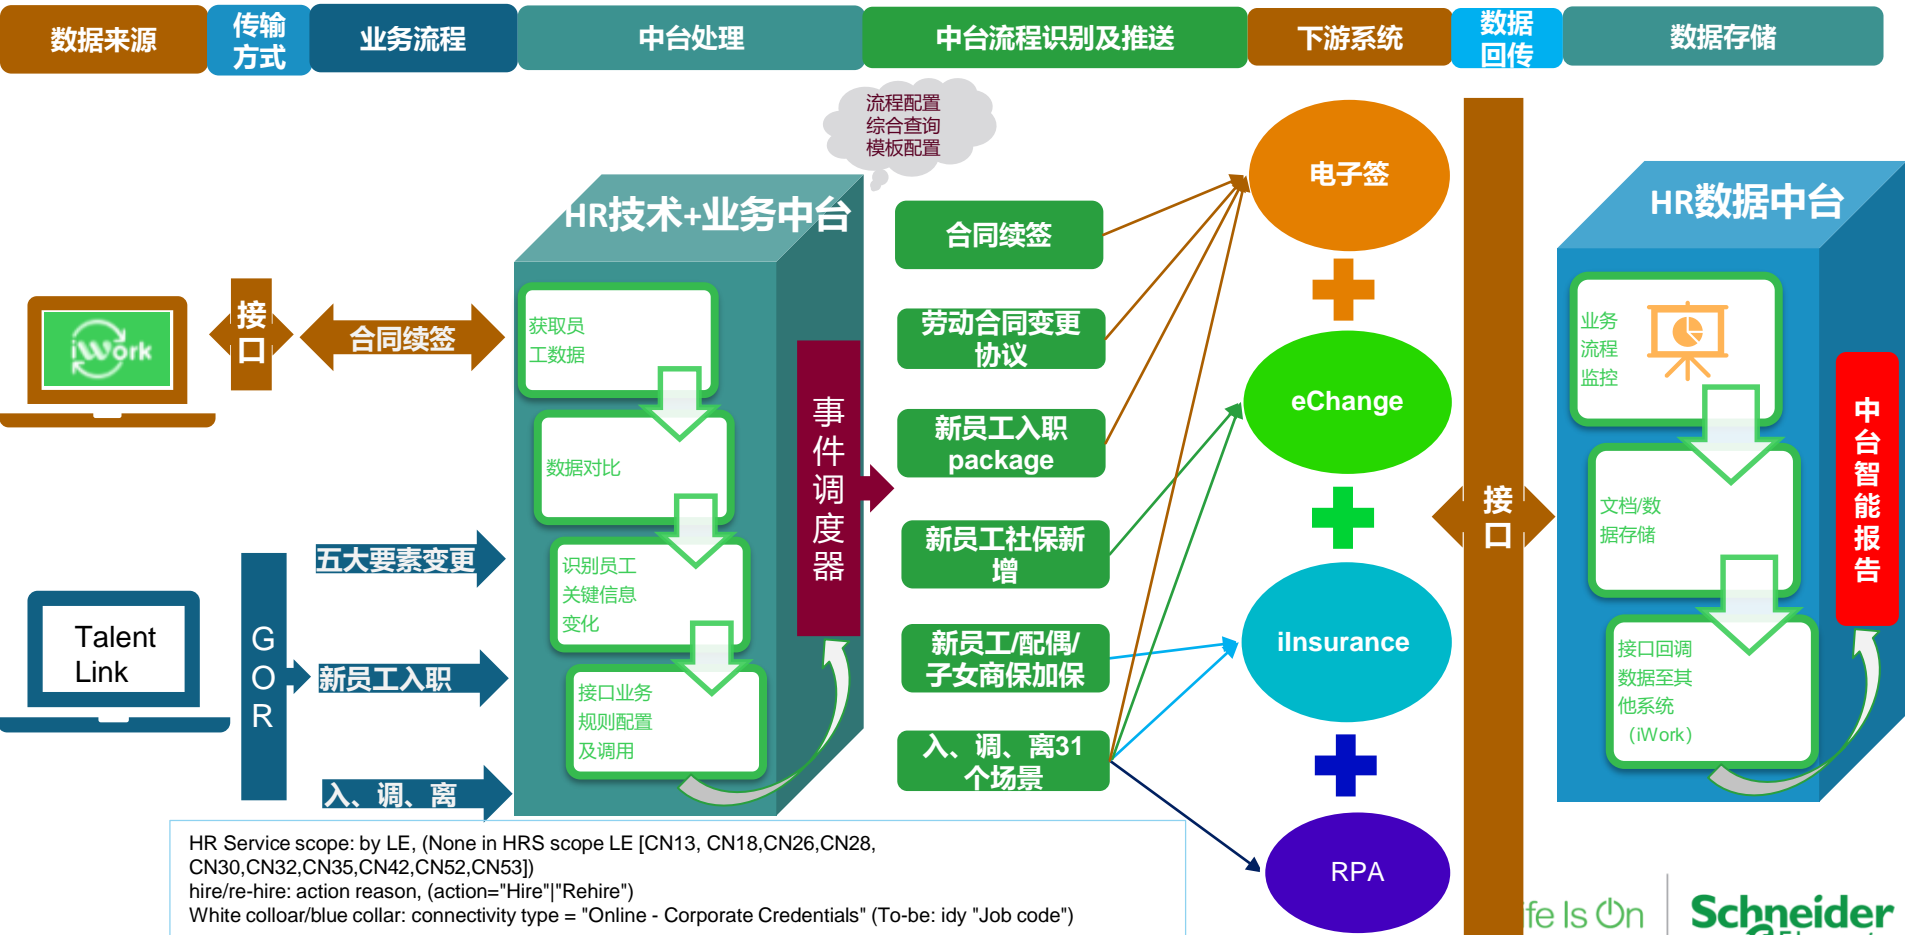 数据来源
传输
方式
业务流程
中台处理
中台流程识别及推送
下游系统
数据
回传
数据存储
流程配置
综合查询
模板配置
HR技术+业务中台
获取员
工数据
数据对比
识别员工
关键信息
变化
接口业务
规则配置
及调用
事
件
调
度
器
iWork
接
口
合同续签
Talent
Link
G
O
R
五大要素变更
新员工入职
入、调、离
合同续签
劳动合同变更
协议
新员工入职
package
新员工社保新
增
新员工/配偶/
子女商保加保
入、调、离31
个场景
电子签
eChange
iInsurance
RPA
接
口
HR数据中台
业务
流程
监控
文档/数
据存储
接口回调
数据至其
他系统
（iWork）
中
台
智
能
报
告
HR Service scope: by LE, (None in HRS scope LE [CN13, CN18,CN26,CN28,
CN30,CN32,CN35,CN42,CN52,CN53])
hire/re-hire: action reason, (action="Hire"|"Rehire")
White colloar/blue collar: connectivity type = "Online - Corporate Credentials" (To-be: idy "Job code")
ife Is On
Schneider